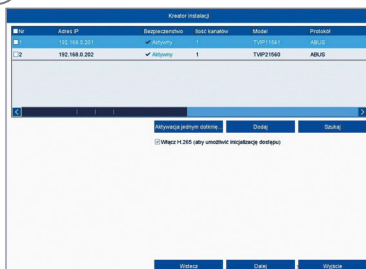 Kreator instalacji
Nr Adres IP Bezpieczeństwo Ilość kanałów Model Protokół
1 192.168.0.201 Aktywny 1 TVIP11561 ABUS
2 192.168.0.202 Aktywny 1 TVIP21560 ABUS
Aktywacja jednym dotknię... Dodaj Szukaj
Włącz H.265 (aby umożliwić inicjalizację dostępu)
Wstecz Dalej Wyjście